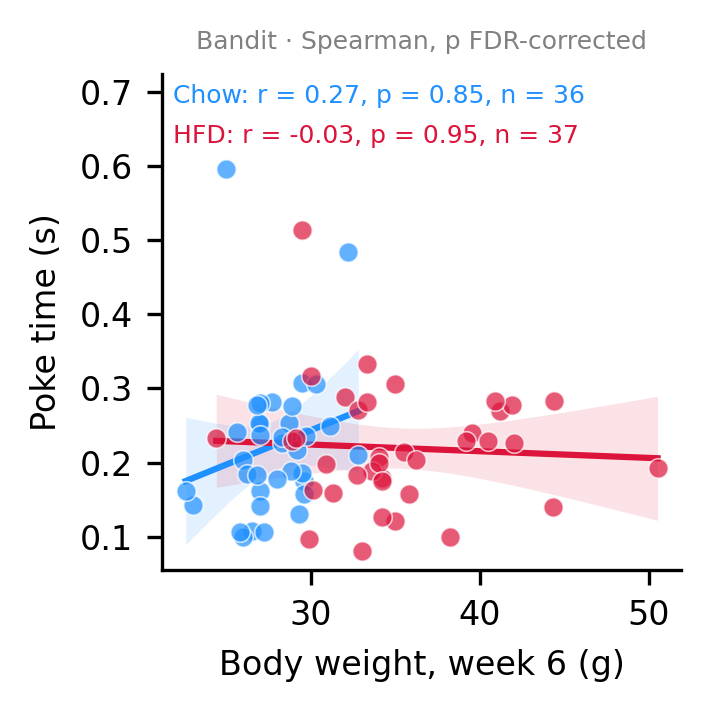 Bandit · Spearman, p FDR-corrected
Chow: r = 0.27, p = 0.85, n = 36
HFD: r = -0.03, p = 0.95, n = 37
0.7
0.6
0.5
0.4
0.3
0.2
0.1
Poke time (s)
30 40 50
Body weight, week 6 (g)